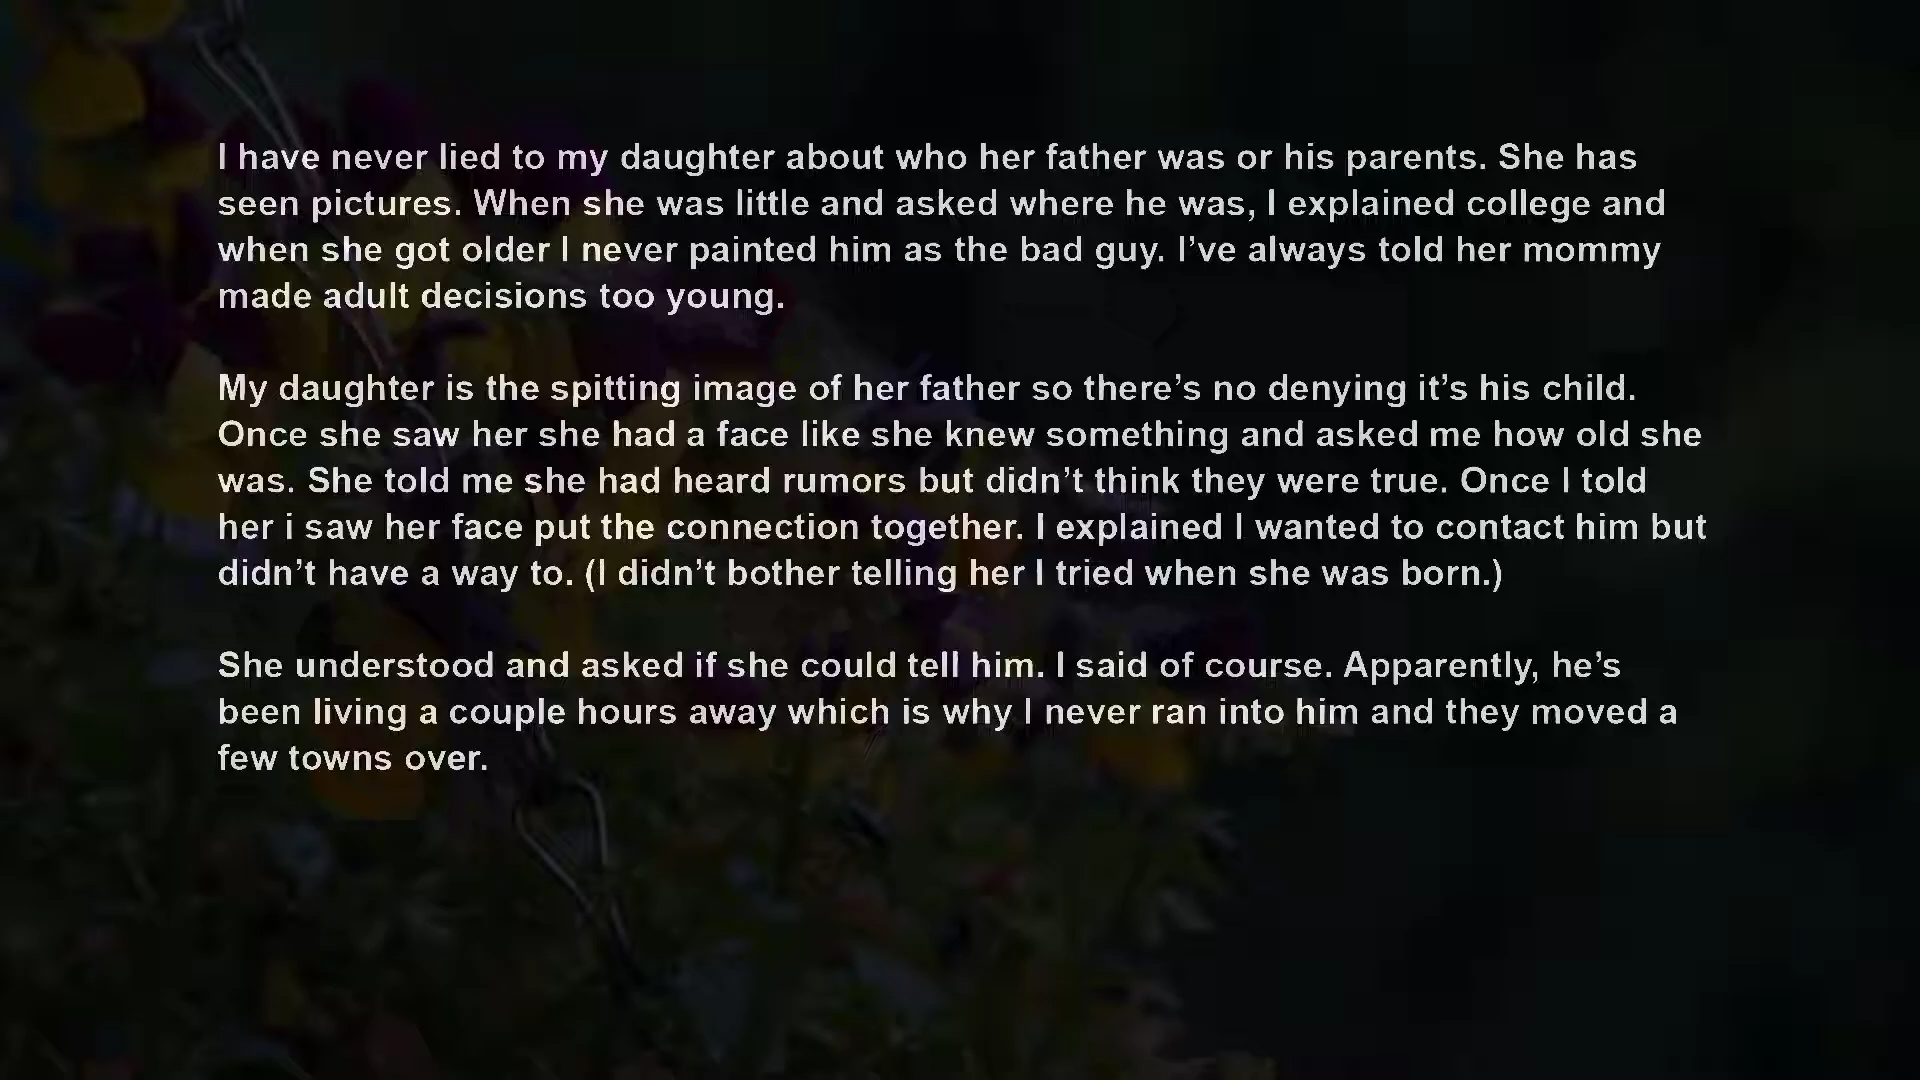 I have never lied to my daughter about who her father was or his parents. She has
seen pictures. When she was little and asked where he was, I explained college and
when she got older I never painted him as the bad guy. I’ve always told her mommy
made adult decisions too young.
My daughter is the spitting image of her father so there’s no denying it’s his child.
Once she saw her she had a face like she knew something and asked me how old she
was. She told me she had heard rumors but didn’t think they were true. Once I told
her i saw her face put the connection together. I explained I wanted to contact him but
didn’t have a way to. (I didn’t bother telling her I tried when she was born.)
She understood and asked if she could tell him. I said of course. Apparently, he’s
been living a couple hours away which is why I never ran into him and they moved a
few towns over.